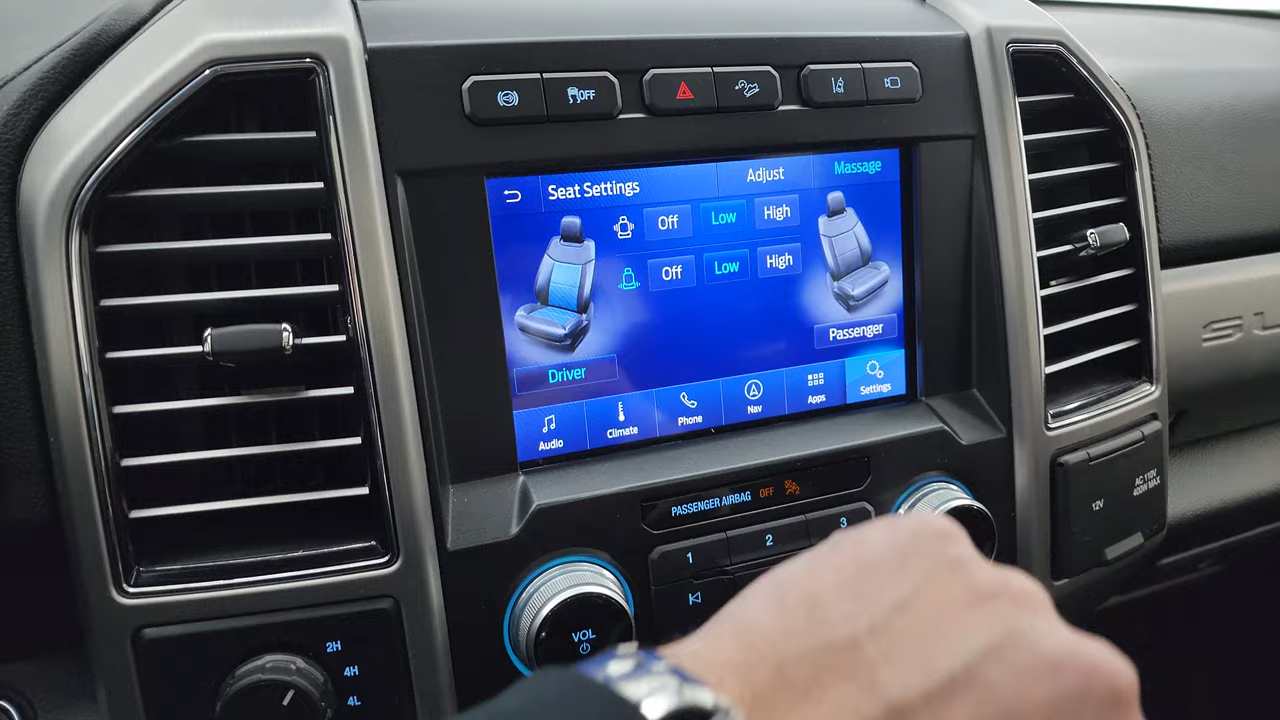 OFF
Seat Settings
Adjust
Massage
Off
Low
High
Off
Low
High
Passenger
Driver
Audio
Climate
Phone
Nav
Apps
Settings
PASSENGER AIRBAG OFF
1
2
3
VOL
2H
4H
4L
12V
AC 110V
400W MAX
SU